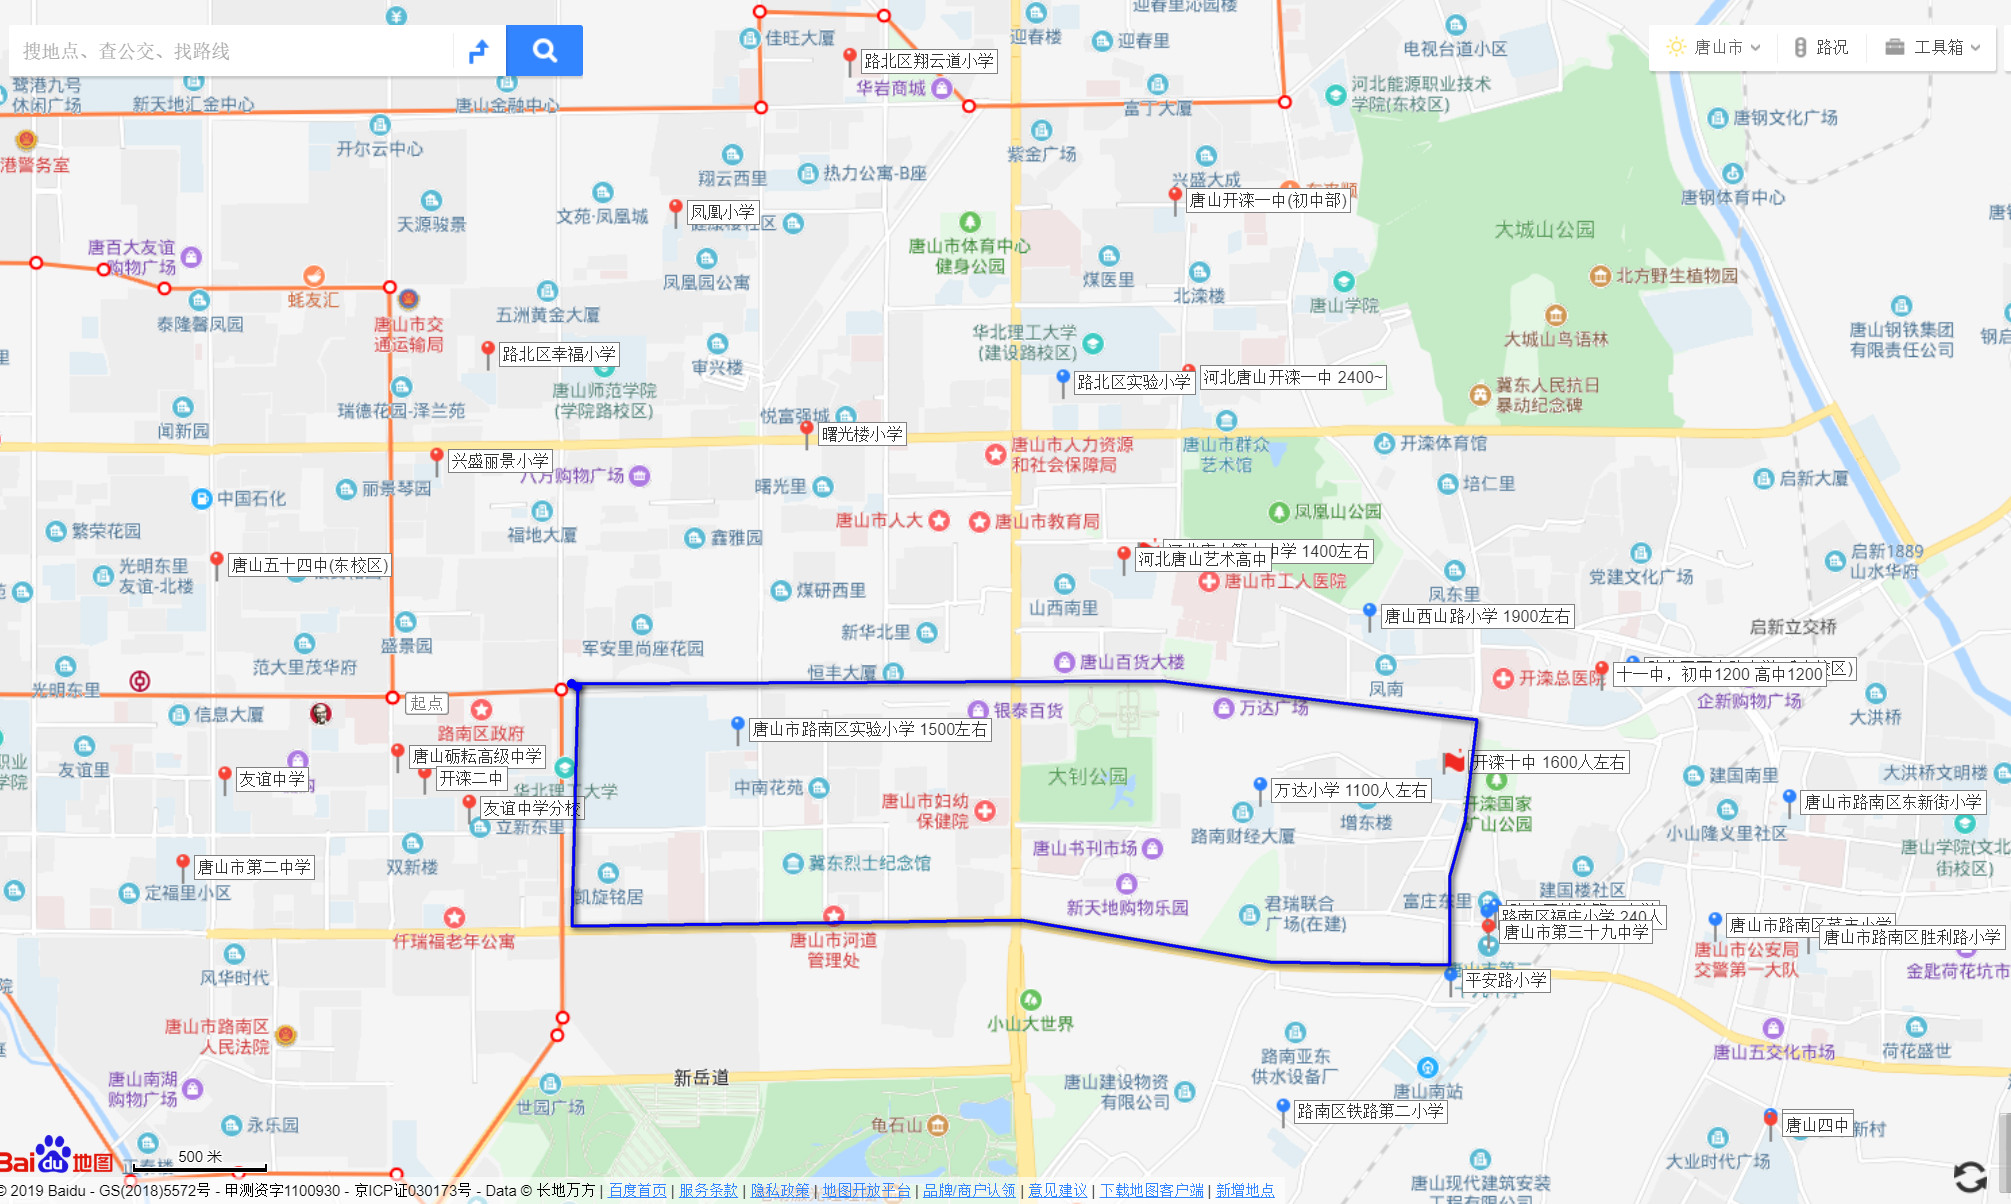 搜地点、查公交、找路线
唐山市
路况
工具箱
迎春里沁园楼
佳旺大厦
迎春楼
迎春里
电视台道小区
路北区翔云道小学
华岩商城
鹭港九号
休闲广场
新天地汇金中心
唐山金融中心
富丁大厦
河北能源职业技术
学院(东校区)
唐钢文化广场
开尔云中心
港警务室
紫金广场
翔云西里
热力公寓-B座
兴盛大成
唐山开滦一中(初中部)
唐钢体育中心
天源骏景
文苑·凤凰城
凤凰小学
大城山公园
唐百大友谊
购物广场
唐山市体育中心
健身公园
凤凰园公寓
煤医里
北滦楼
唐山学院
北方野生植物园
蚝友汇
泰隆馨凤园
唐山市交
通运输局
五洲黄金大厦
华北理工大学
(建设路校区)
大城山鸟语林
唐山钢铁集团
有限责任公司
路北区幸福小学
审兴楼
唐山师范学院
(学院路校区)
路北区实验小学
河北唐山开滦一中 2400~
冀东人民抗日
暴动纪念碑
瑞德花园-泽兰苑
闻新园
悦富强城
曙光楼小学
唐山市人力资源
和社会保障局
唐山市群众
艺术馆
开滦体育馆
兴盛丽景小学
八方购物广场
丽景琴园
中国石化
曙光里
培仁里
启新大厦
繁荣花园
福地大厦
鑫雅园
唐山市人大
唐山市教育局
凤凰山公园
光明东里
友谊-北楼
唐山五十四中(东校区)
河北唐山艺术高中
中学 1400左右
唐山市工人医院
党建文化广场
启新1889
山水华府
煤研西里
山西南里
凤东里
唐山西山路小学 1900左右
盛景园
军安里尚座花园
新华北里
启新立交桥
范大里茂华府
恒丰大厦
唐山百货大楼
凤南
开滦总医院
十一中，初中1200 高中1200
企新购物广场
光明东里
起点
信息大厦
路南区政府
银泰百货
万达广场
大洪桥
唐山市路南区实验小学 1500左右
友谊里
唐山砺耘高级中学
友谊中学
开滦二中
华北理工大学
友谊中学分校
立新东里
中南花苑
唐山市妇幼
保健院
大钊公园
万达小学 1100人左右
开滦十中 1600人左右
建国南里
大洪桥文明楼
唐山市路南区东新街小学
路南财经大厦
增东楼
开滦国家
矿山公园
小山隆义里社区
唐山学院(文北
街校区)
双新楼
唐山市第二中学
定福里小区
冀东烈士纪念馆
唐山书刊市场
凯旋铭居
新天地购物乐园
君瑞联合
广场(在建)
富庄东里
建国楼社区
路南区福庄小学 240人
唐山市第三十九中学
唐山市路南区胜利路小学
唐山市公安局
交警第一大队
金匙荷花坑市
仟瑞福老年公寓
唐山市河道
管理处
风华时代
平安路小学
小山大世界
唐山市路南区
人民法院
新岳道
路南亚东
供水设备厂
唐山五交化市场
荷花盛世
唐山南湖
购物广场
世园广场
唐山建设物资
有限公司
唐山南站
路南区铁路第二小学
永乐园
龟石山
唐山四中
新村
大业时代广场
唐山现代建筑安装
Bai du 地图
500 米
© 2019 Baidu - GS(2018)5572号 - 甲测资字1100930 - 京ICP证030173号 - Data © 长地万方 | 百度首页 | 服务条款 | 隐私政策 | 地图开放平台 | 品牌/商户认领 | 意见建议 | 下载地图客户端 | 新增地点